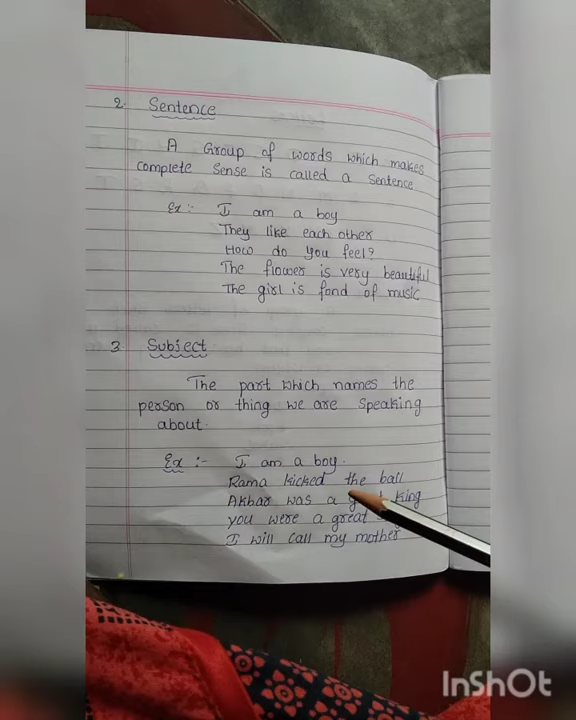 2 Sentence
A Group of words which makes
complete Sense is called a Sentence
Ex :- I am a boy
They like each other
How do you feel?
The flower is very beautiful
The girl is fond of music
3 Subject
The part which names the
person or thing we are Speaking
about.
Ex :- I am a boy.
Rama kicked the ball
Akbar was a king
you were a great
I will call my mother
InShOt